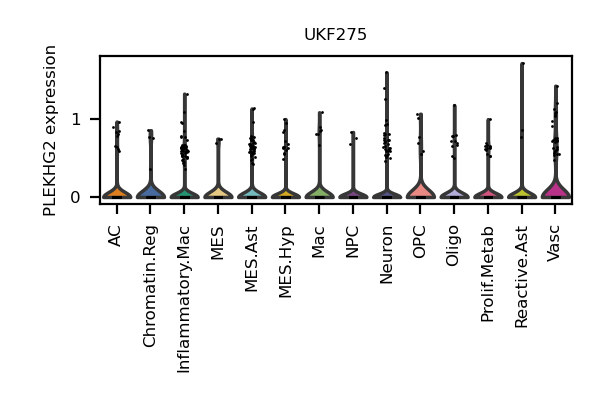 UKF275
PLEKHG2 expression
1
0
AC
Chromatin.Reg
Inflammatory.Mac
MES
MES.Ast
MES.Hyp
Mac
NPC
Neuron
OPC
Oligo
Prolif.Metab
Reactive.Ast
Vasc